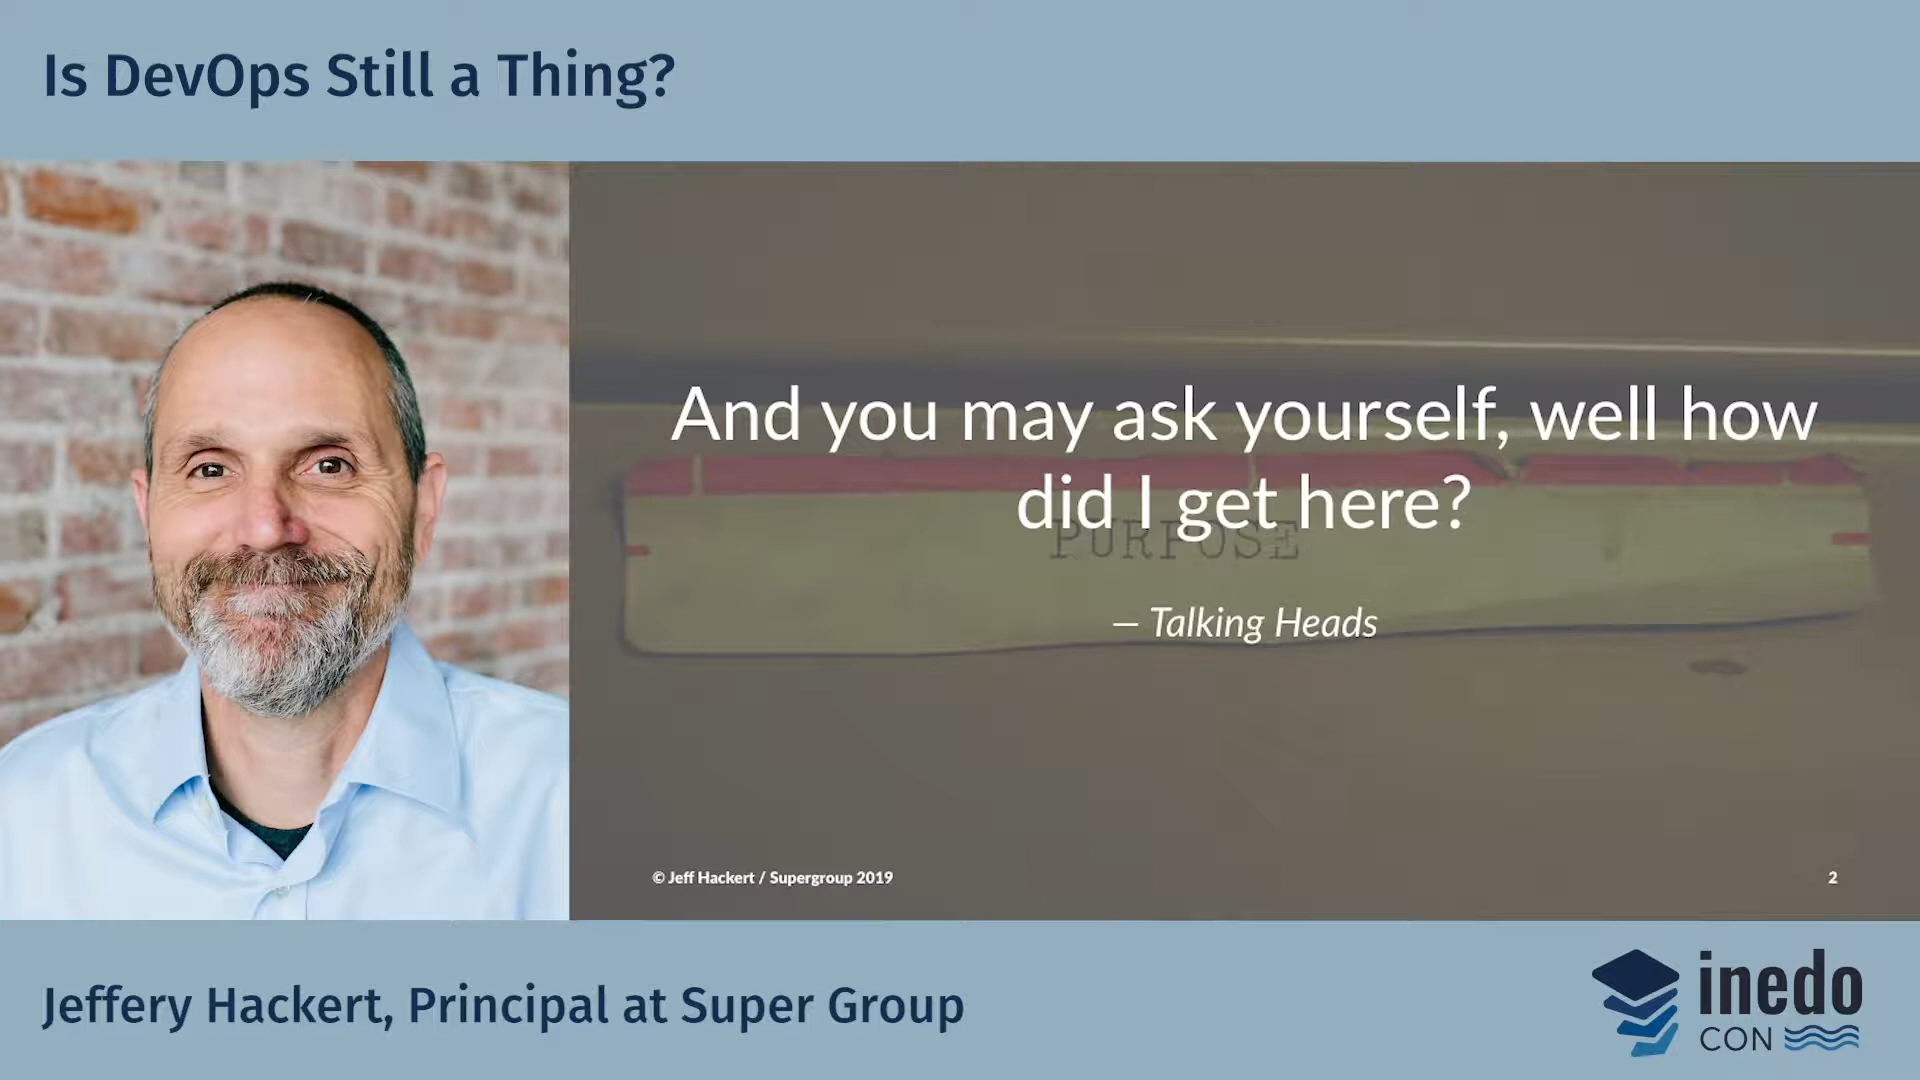 Is DevOps Still a Thing?
And you may ask yourself, well how
did I get here?
PURPOSE
— Talking Heads
© Jeff Hackert / Supergroup 2019
2
Jeffery Hackert, Principal at Super Group
inedo
CON